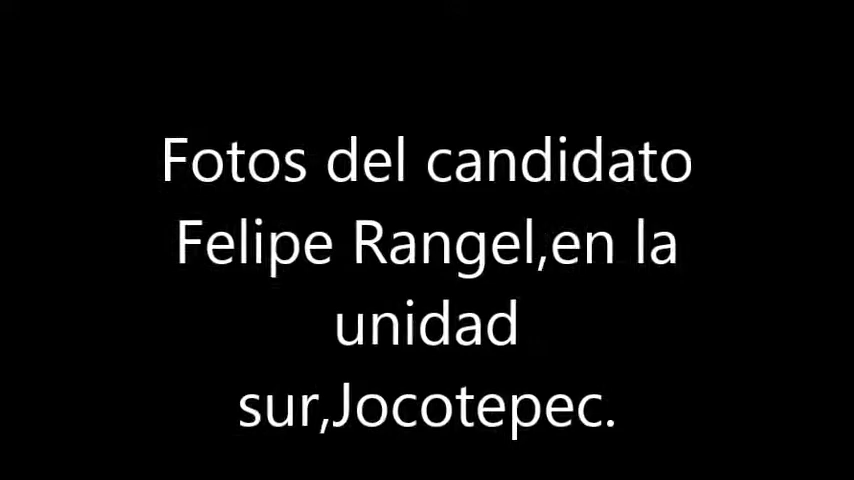 Fotos del candidato
Felipe Rangel,en la
unidad
sur,Jocotepec.